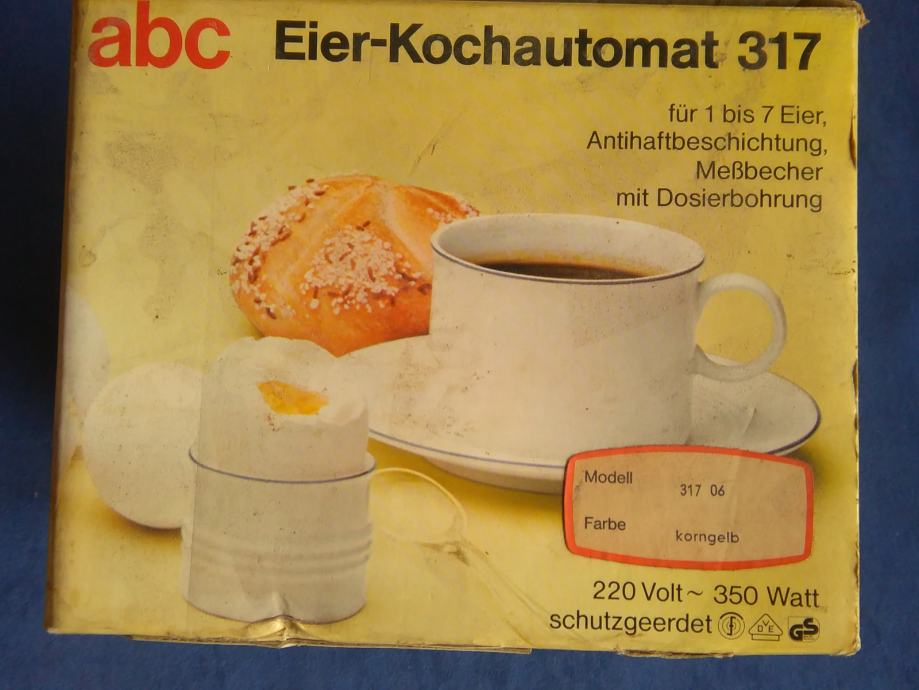 abc Eier-Kochautomat 317
für 1 bis 7 Eier,
Antihaftbeschichtung,
Meßbecher
mit Dosierbohrung
Modell 317 06
Farbe korngelb
220 Volt~ 350 Watt
schutzgeerdet VDE GS